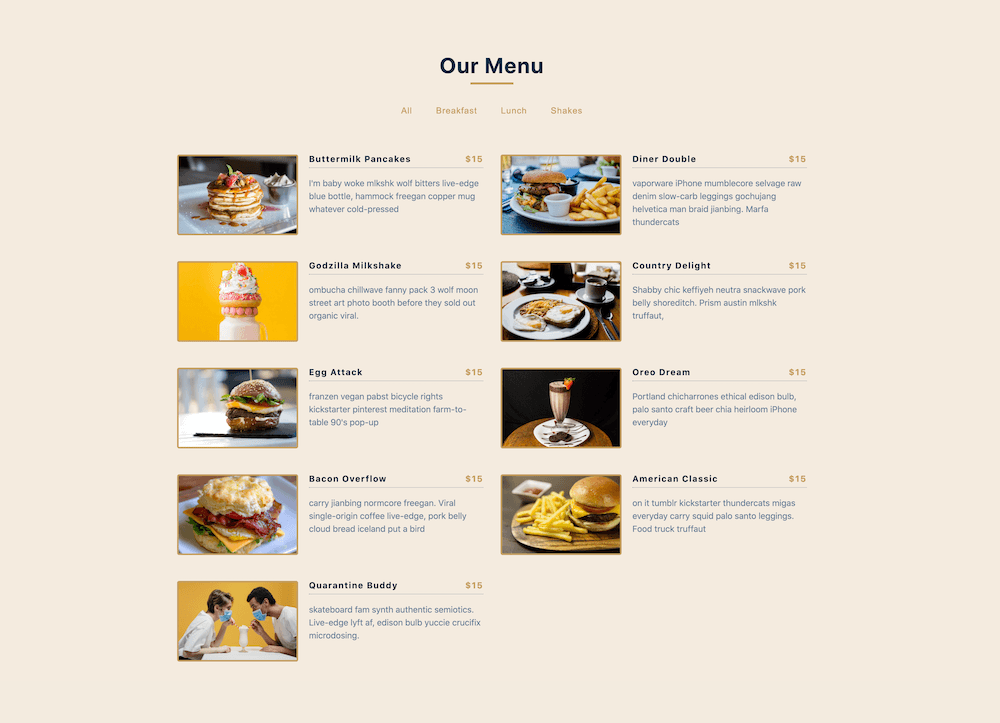 Our Menu
All Breakfast Lunch Shakes
Buttermilk Pancakes $15
I'm baby woke mlkshk wolf bitters live-edge
blue bottle, hammock freegan copper mug
whatever cold-pressed
Diner Double $15
vaporware iPhone mumblecore selvage raw
denim slow-carb leggings gochujang
helvetica man braid jianbing. Marfa
thundercats
Godzilla Milkshake $15
ombucha chillwave fanny pack 3 wolf moon
street art photo booth before they sold out
organic viral.
Country Delight $15
Shabby chic keffiyeh neutra snackwave pork
belly shoreditch. Prism austin mlkshk
truffaut,
Egg Attack $15
franzen vegan pabst bicycle rights
kickstarter pinterest meditation farm-to-
table 90's pop-up
Oreo Dream $15
Portland chicharrones ethical edison bulb,
palo santo craft beer chia heirloom iPhone
everyday
Bacon Overflow $15
carry jianbing normcore freegan. Viral
single-origin coffee live-edge, pork belly
cloud bread iceland put a bird
American Classic $15
on it tumblr kickstarter thundercats migas
everyday carry squid palo santo leggings.
Food truck truffaut
Quarantine Buddy $15
skateboard fam synth authentic semiotics.
Live-edge lyft af, edison bulb yuccie crucifix
microdosing.